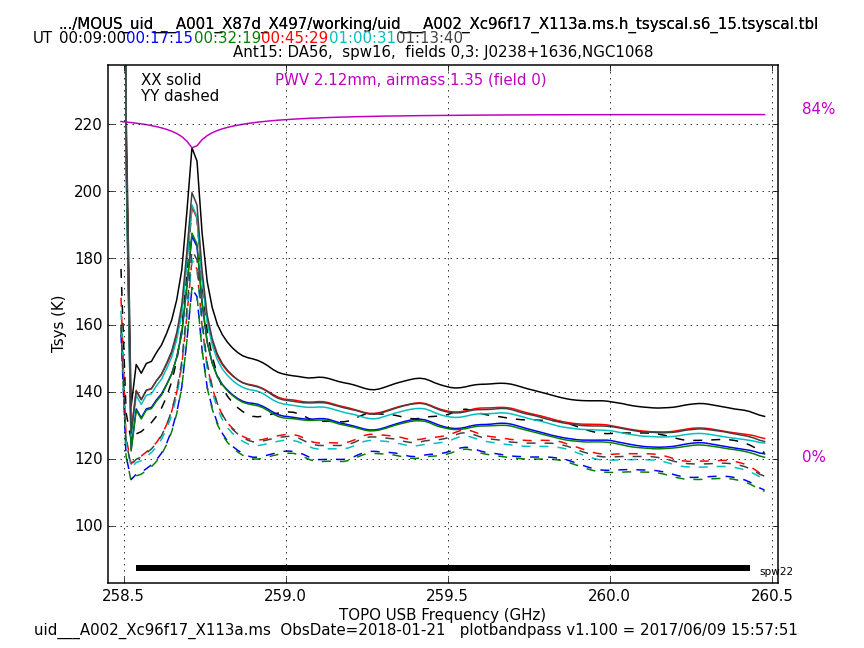 .../MOUS_uid___A001_X87d_X497/working/uid___A002_Xc96f17_X113a.ms.h_tsyscal.s6_15.tsyscal.tbl
UT 00:09:00 00:17:15 00:32:19 00:45:29 01:00:31 01:13:40
Ant15: DA56, spw16, fields 0,3: J0238+1636,NGC1068
XX solid PWV 2.12mm, airmass 1.35 (field 0)
YY dashed
84%
220
200
180
160
140
120
100
0%
Tsys (K)
spw22
258.5 259.0 259.5 260.0 260.5
TOPO USB Frequency (GHz)
uid___A002_Xc96f17_X113a.ms ObsDate=2018-01-21 plotbandpass v1.100 = 2017/06/09 15:57:51